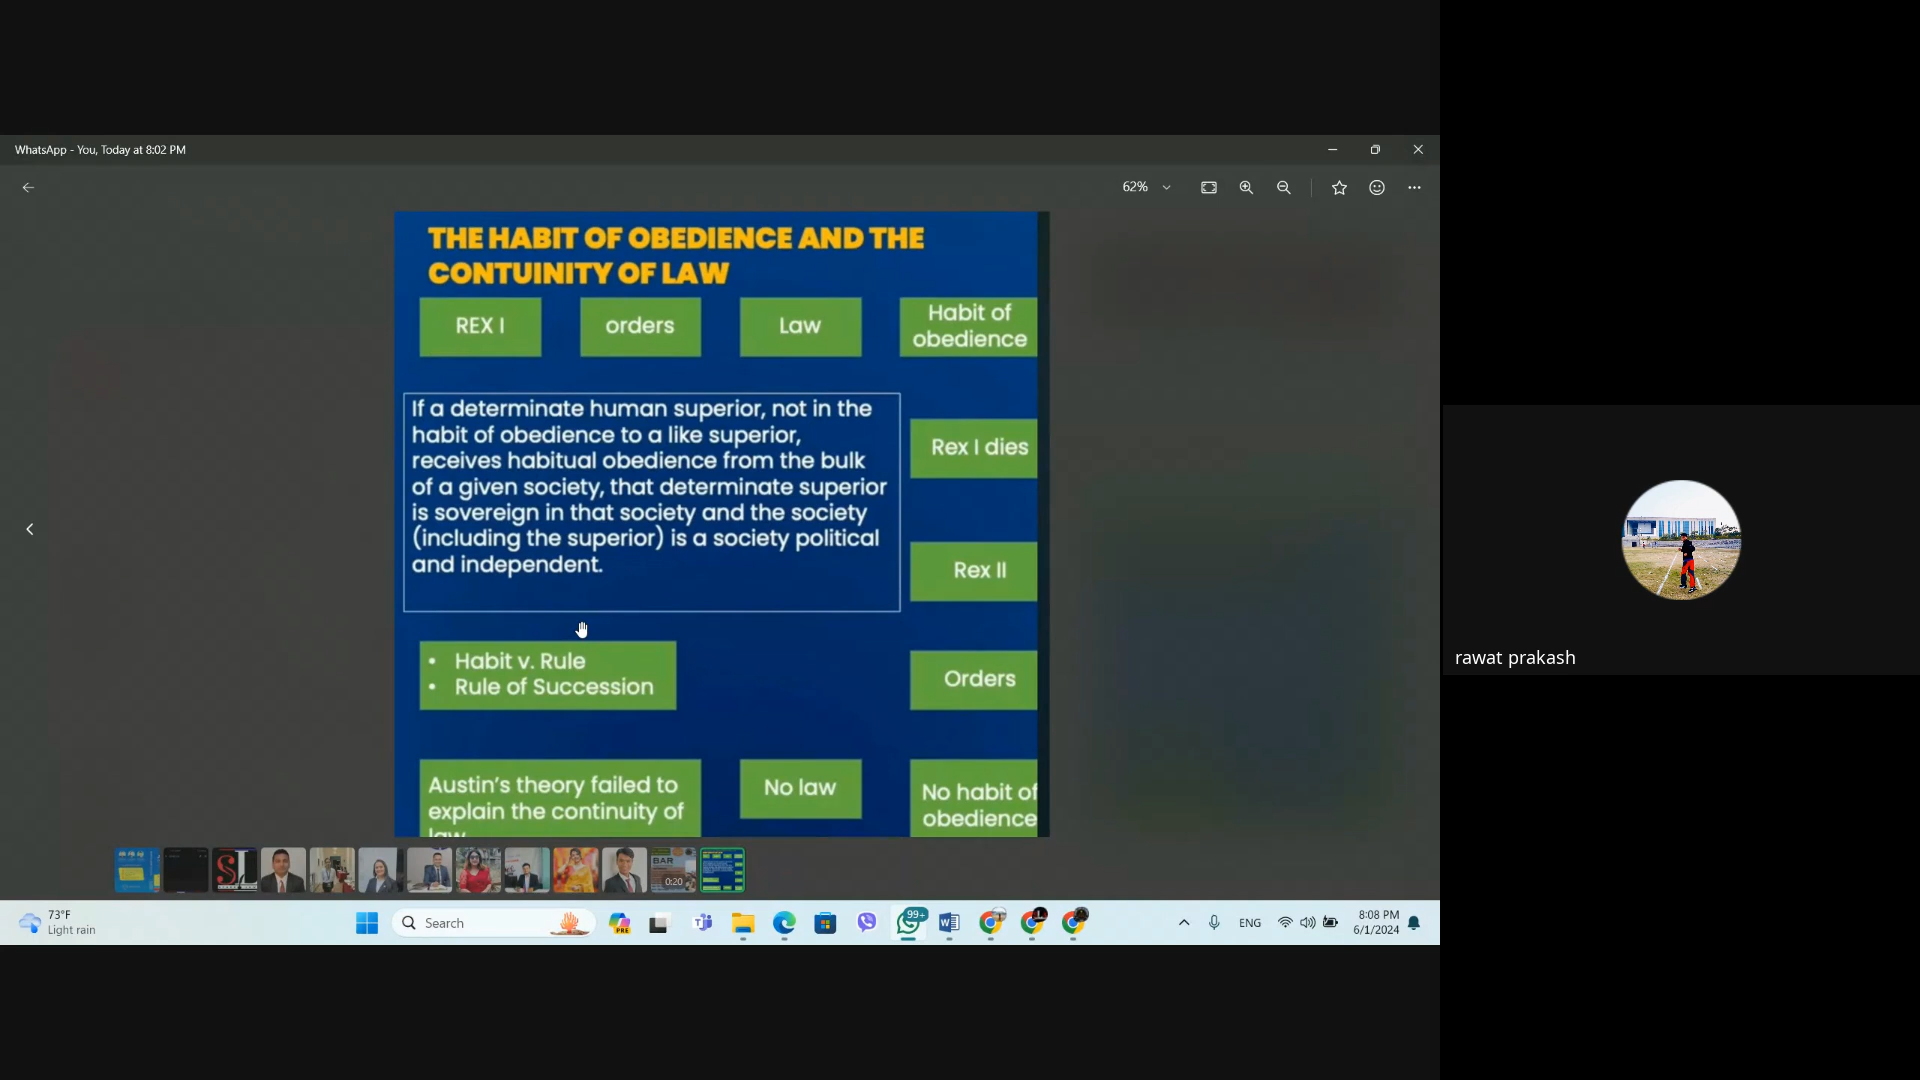 WhatsApp - You, Today at 8:02 PM
62%
THE HABIT OF OBEDIENCE AND THE
CONTUINITY OF LAW
REX I
orders
Law
Habit of
obedience
If a determinate human superior, not in the
habit of obedience to a like superior,
receives habitual obedience from the bulk
of a given society, that determinate superior
is sovereign in that society and the society
(including the superior) is a society political
and independent.
Rex I dies
Rex II
• Habit v. Rule
• Rule of Succession
Orders
Austin's theory failed to
explain the continuity of
law
No law
No habit of
obedience
rawat prakash
BAR
0:20
73°F
Light rain
Search
PRE
99+
ENG
8:08 PM
6/1/2024